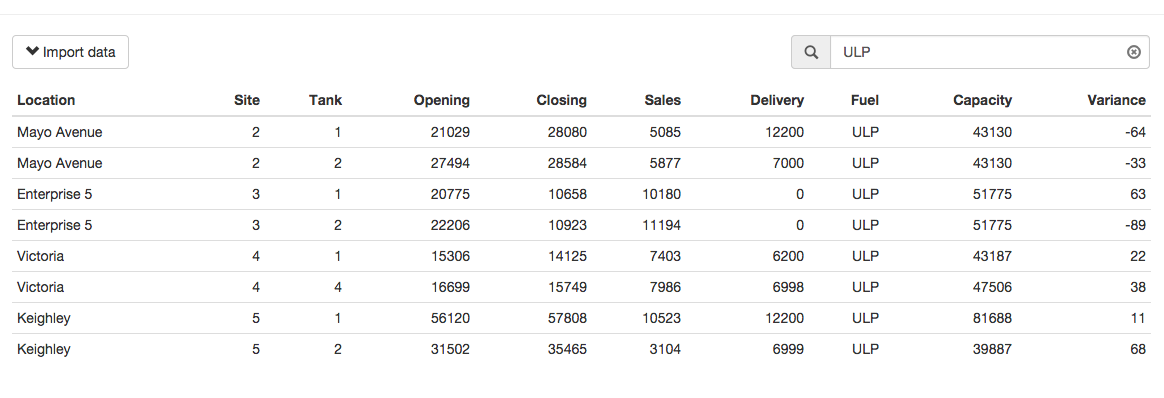 Import data ULP
Location Site Tank Opening Closing Sales Delivery Fuel Capacity Variance
Mayo Avenue 2 1 21029 28080 5085 12200 ULP 43130 -64
Mayo Avenue 2 2 27494 28584 5877 7000 ULP 43130 -33
Enterprise 5 3 1 20775 10658 10180 0 ULP 51775 63
Enterprise 5 3 2 22206 10923 11194 0 ULP 51775 -89
Victoria 4 1 15306 14125 7403 6200 ULP 43187 22
Victoria 4 4 16699 15749 7986 6998 ULP 47506 38
Keighley 5 1 56120 57808 10523 12200 ULP 81688 11
Keighley 5 2 31502 35465 3104 6999 ULP 39887 68